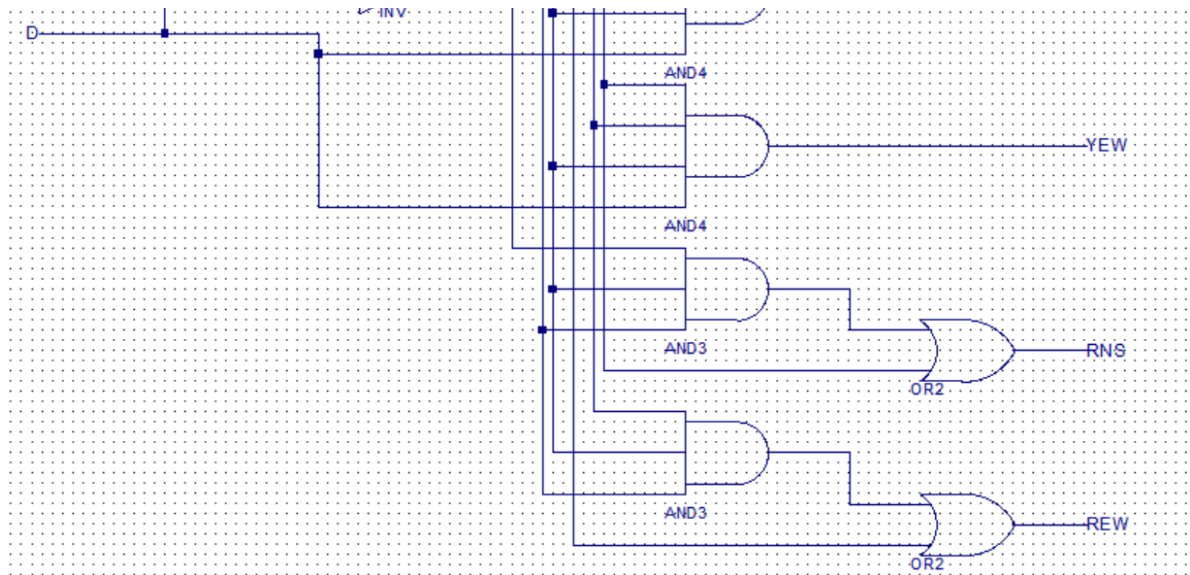 INV
D
AND4
YEW
AND4
AND3
RNS
OR2
AND3
REW
OR2